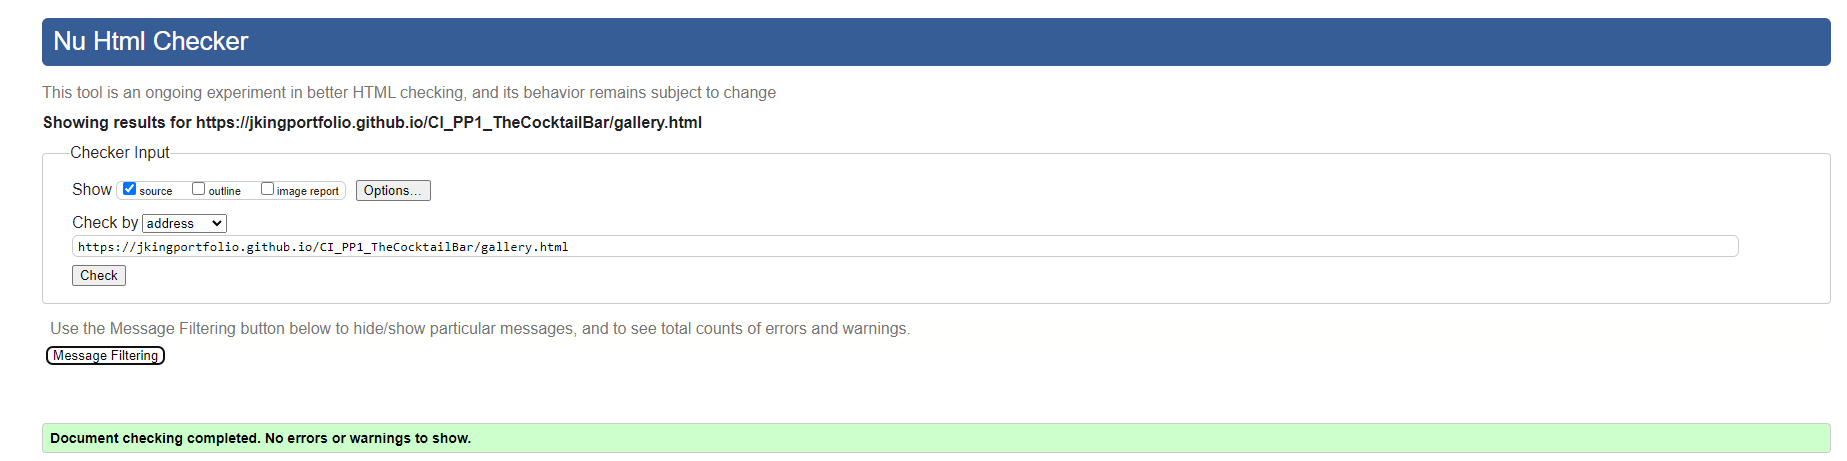 Nu Html Checker
This tool is an ongoing experiment in better HTML checking, and its behavior remains subject to change
Showing results for https://jkingportfolio.github.io/CI_PP1_TheCocktailBar/gallery.html
Checker Input
Show source outline image report Options...
Check by address
https://jkingportfolio.github.io/CI_PP1_TheCocktailBar/gallery.html
Check
Use the Message Filtering button below to hide/show particular messages, and to see total counts of errors and warnings.
Message Filtering
Document checking completed. No errors or warnings to show.